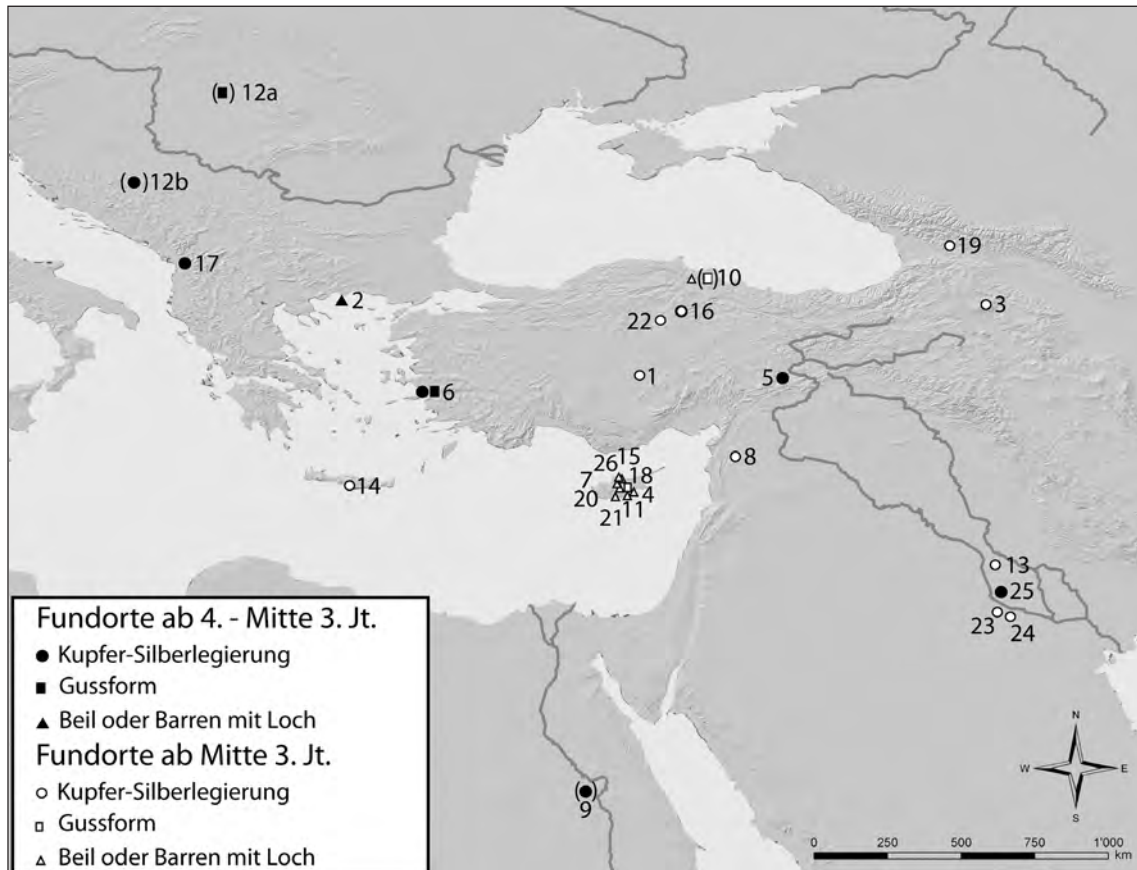 ( ) 12a
( ) 12b
17
2
6
14
19
3
( ) 10
16
22
1
5
8
26 15
7 18
20 4
21 11
13
25
23
24
( )
9
Fundorte ab 4. - Mitte 3. Jt.
Kupfer-Silberlegierung
Gussform
Beil oder Barren mit Loch
Fundorte ab Mitte 3. Jt.
Kupfer-Silberlegierung
Gussform
Beil oder Barren mit Loch
N
W E
S
0 250 500 750 1'000
km